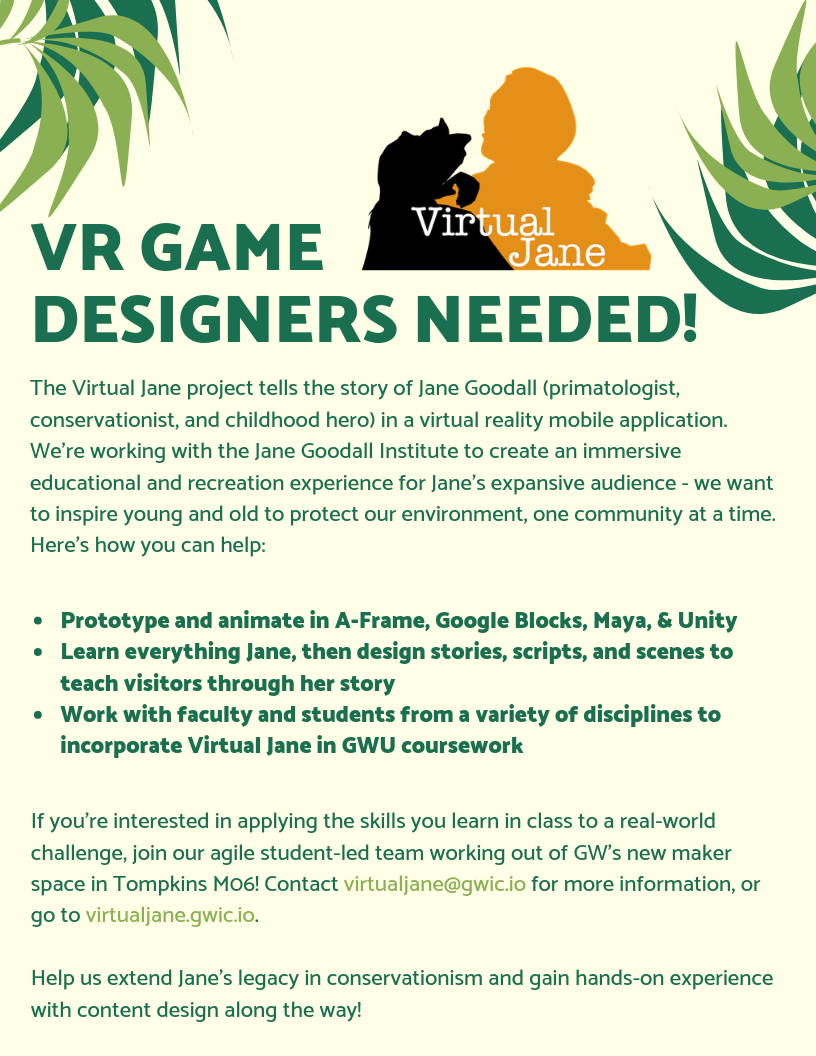 Virtual
Jane
VR GAME
DESIGNERS NEEDED!
The Virtual Jane project tells the story of Jane Goodall (primatologist,
conservationist, and childhood hero) in a virtual reality mobile application.
We're working with the Jane Goodall Institute to create an immersive
educational and recreation experience for Jane's expansive audience - we want
to inspire young and old to protect our environment, one community at a time.
Here's how you can help:
• Prototype and animate in A-Frame, Google Blocks, Maya, & Unity
• Learn everything Jane, then design stories, scripts, and scenes to
teach visitors through her story
• Work with faculty and students from a variety of disciplines to
incorporate Virtual Jane in GWU coursework
If you're interested in applying the skills you learn in class to a real-world
challenge, join our agile student-led team working out of GW's new maker
space in Tompkins M06! Contact virtualjane@gwic.io for more information, or
go to virtualjane.gwic.io.
Help us extend Jane's legacy in conservationism and gain hands-on experience
with content design along the way!